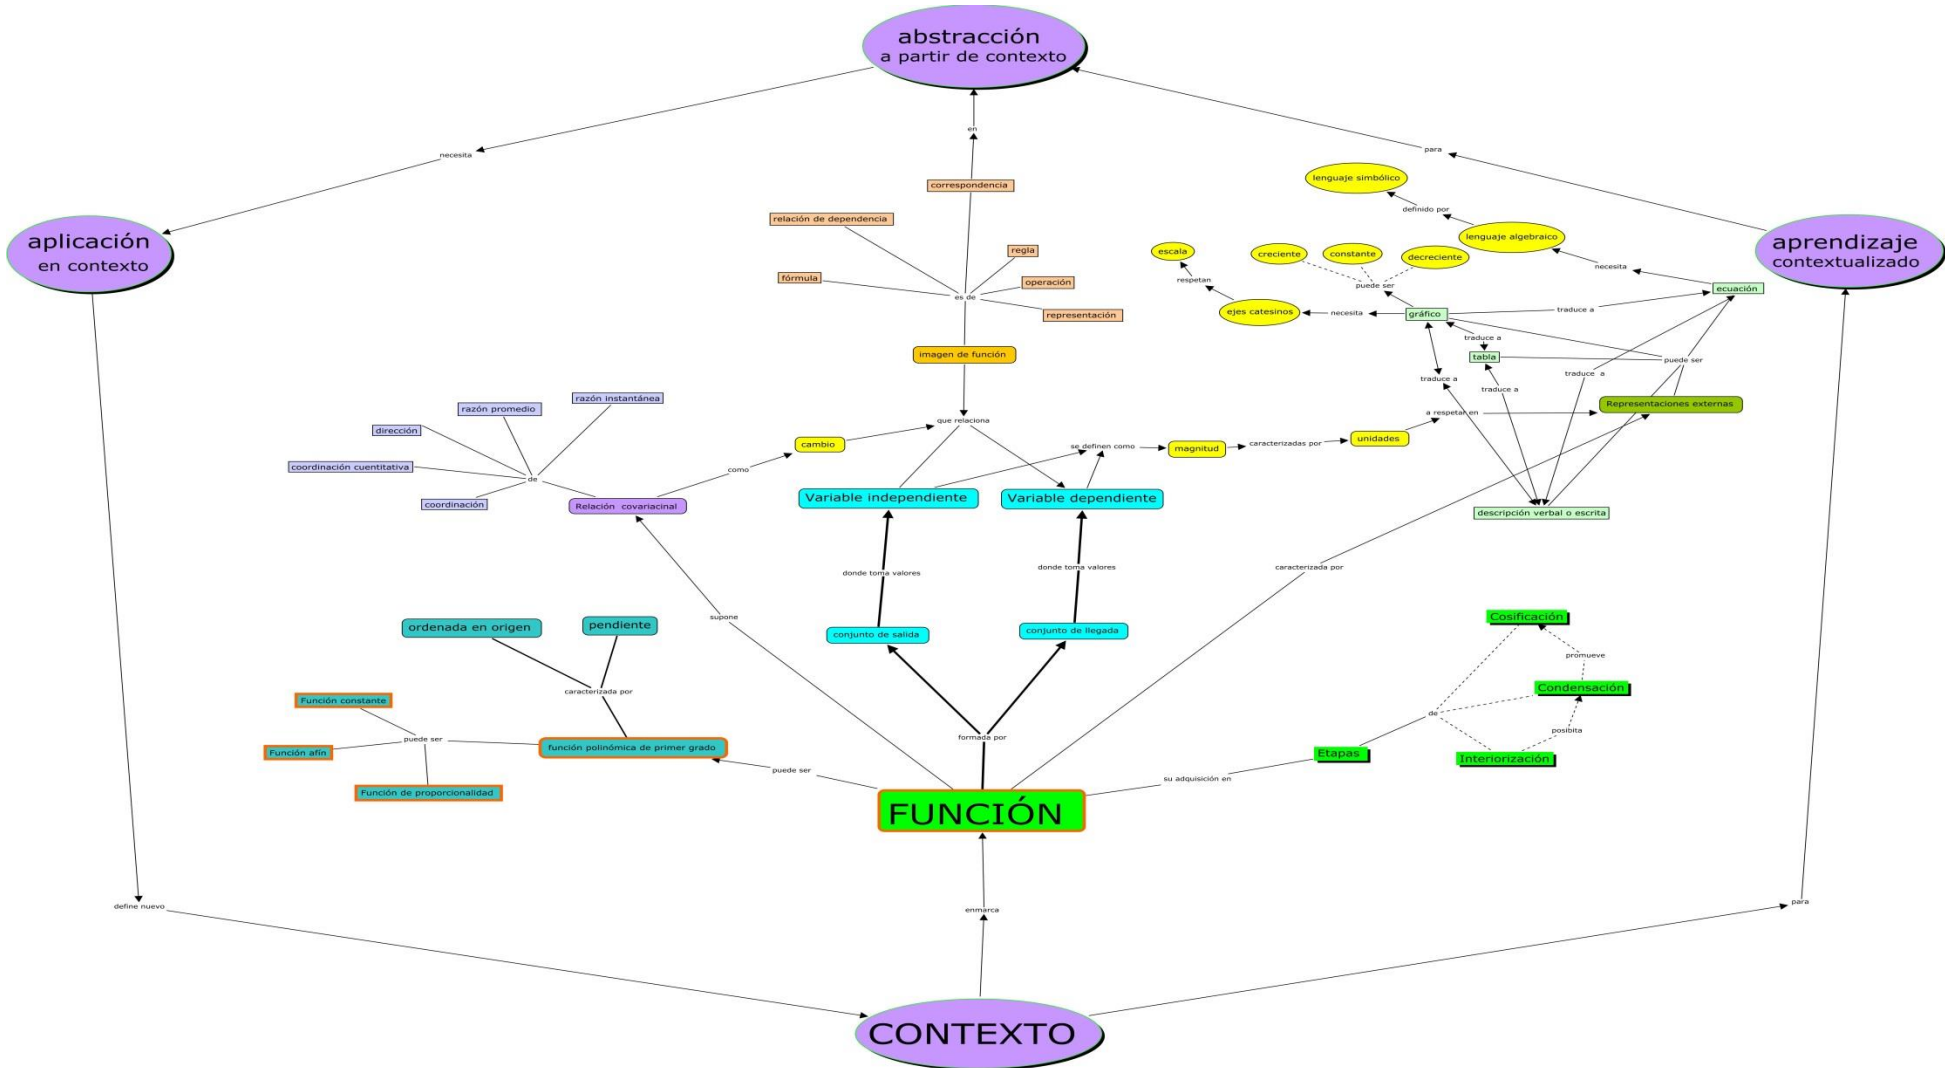 abstracción
a partir de contexto
necesita
en
para
aplicación
en contexto
correspondencia
relación de dependencia
regla
fórmula
operación
es de
representación
imagen de función
lenguaje simbólico
definido por
lenguaje algebraico
aprendizaje
contextualizado
escala
creciente
constante
decreciente
necesita
respetan
puede ser
ecuación
ejes catesinos
necesita
gráfico
traduce a
traduce a
tabla
puede ser
traduce a
traduce a
traduce a
Representaciones externas
a respetar en
razón instantánea
razón promedio
dirección
coordinación cuentitativa
coordinación
de
Relación covariacinal
como
cambio
que relaciona
se definen como
magnitud
caracterizadas por
unidades
Variable independiente
Variable dependiente
descripción verbal o escrita
donde toma valores
donde toma valores
caracterizada por
supone
conjunto de salida
conjunto de llegada
ordenada en origen
pendiente
caracterizada por
Función constante
puede ser
Función afín
función polinómica de primer grado
Función de proporcionalidad
puede ser
formada por
Cosificación
promueve
Condensación
de
posibita
Etapas
Interiorización
su adquisición en
FUNCIÓN
define nuevo
enmarca
para
CONTEXTO